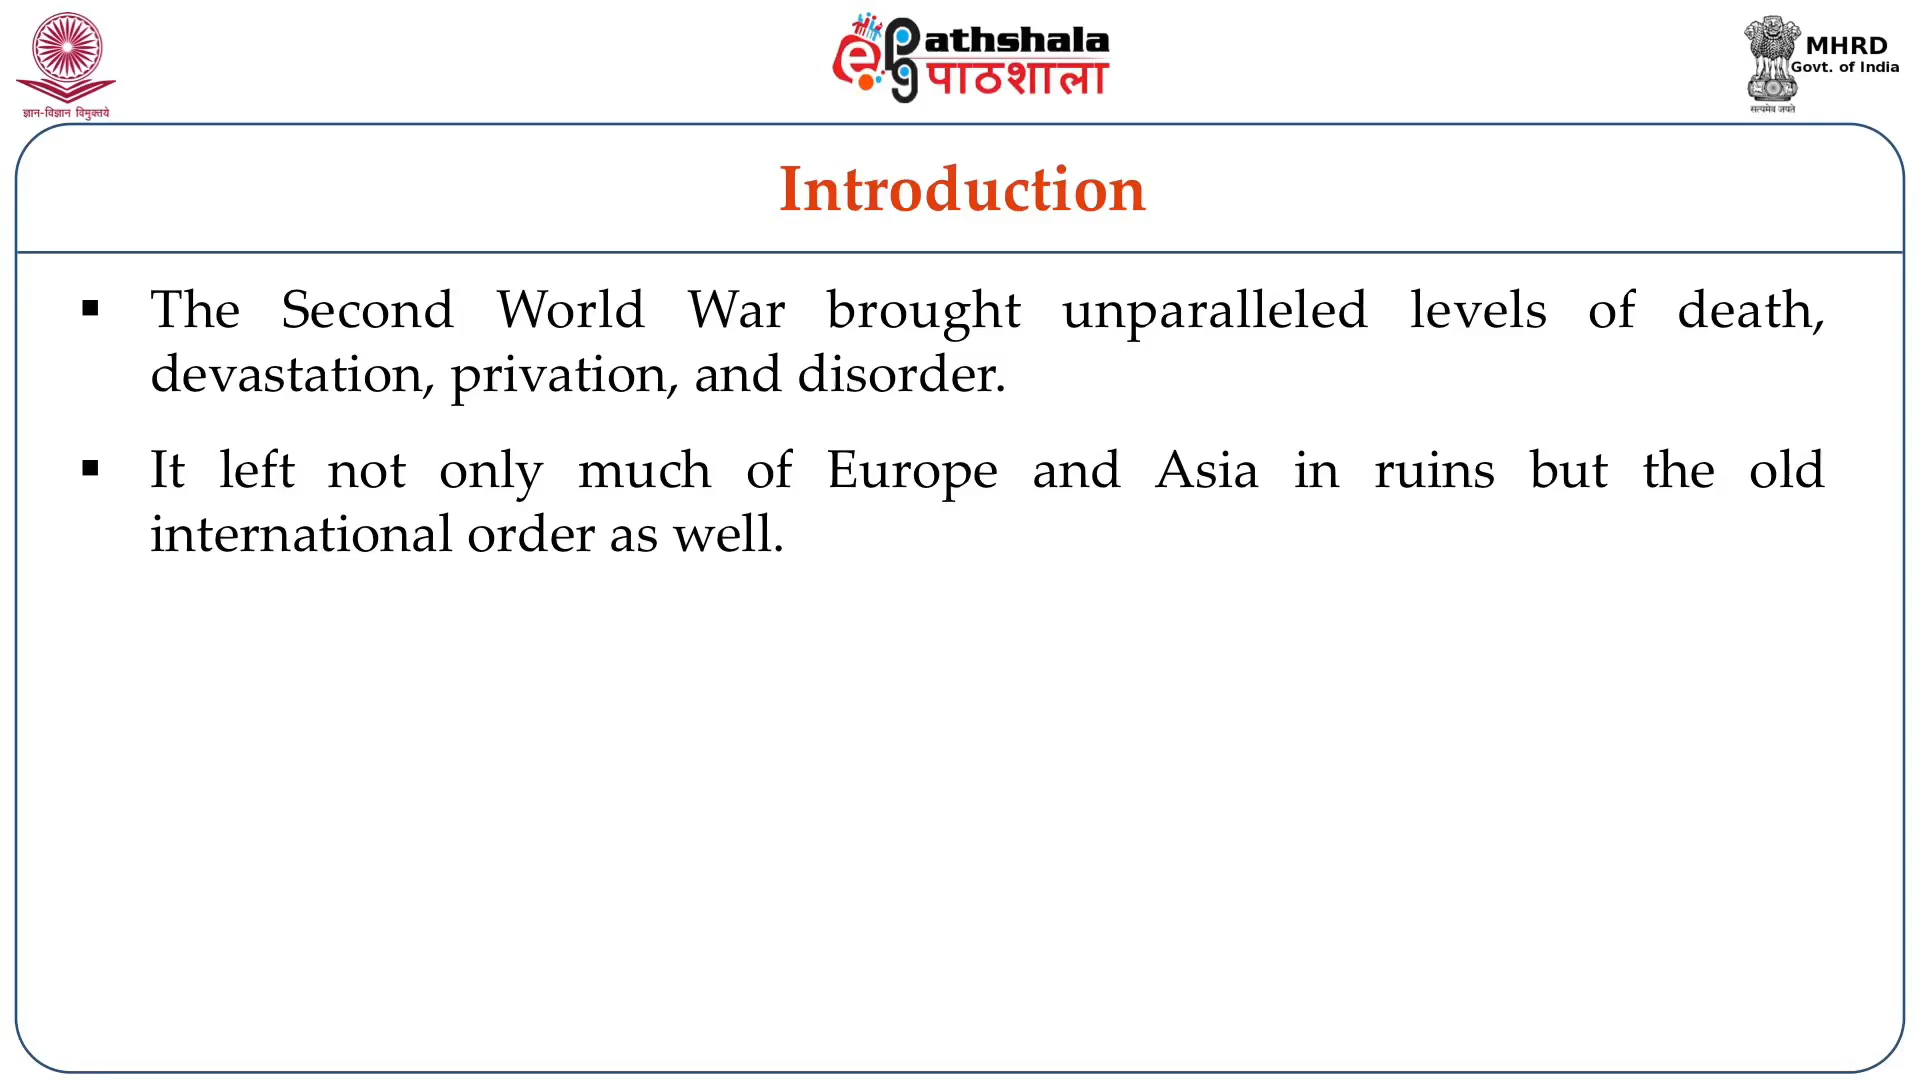 ज्ञान-विज्ञान विमुक्तये
ePathshala
पाठशाला
MHRD
Govt. of India
सत्यमेव जयते
Introduction
▪ The Second World War brought unparalleled levels of death,
devastation, privation, and disorder.
▪ It left not only much of Europe and Asia in ruins but the old
international order as well.